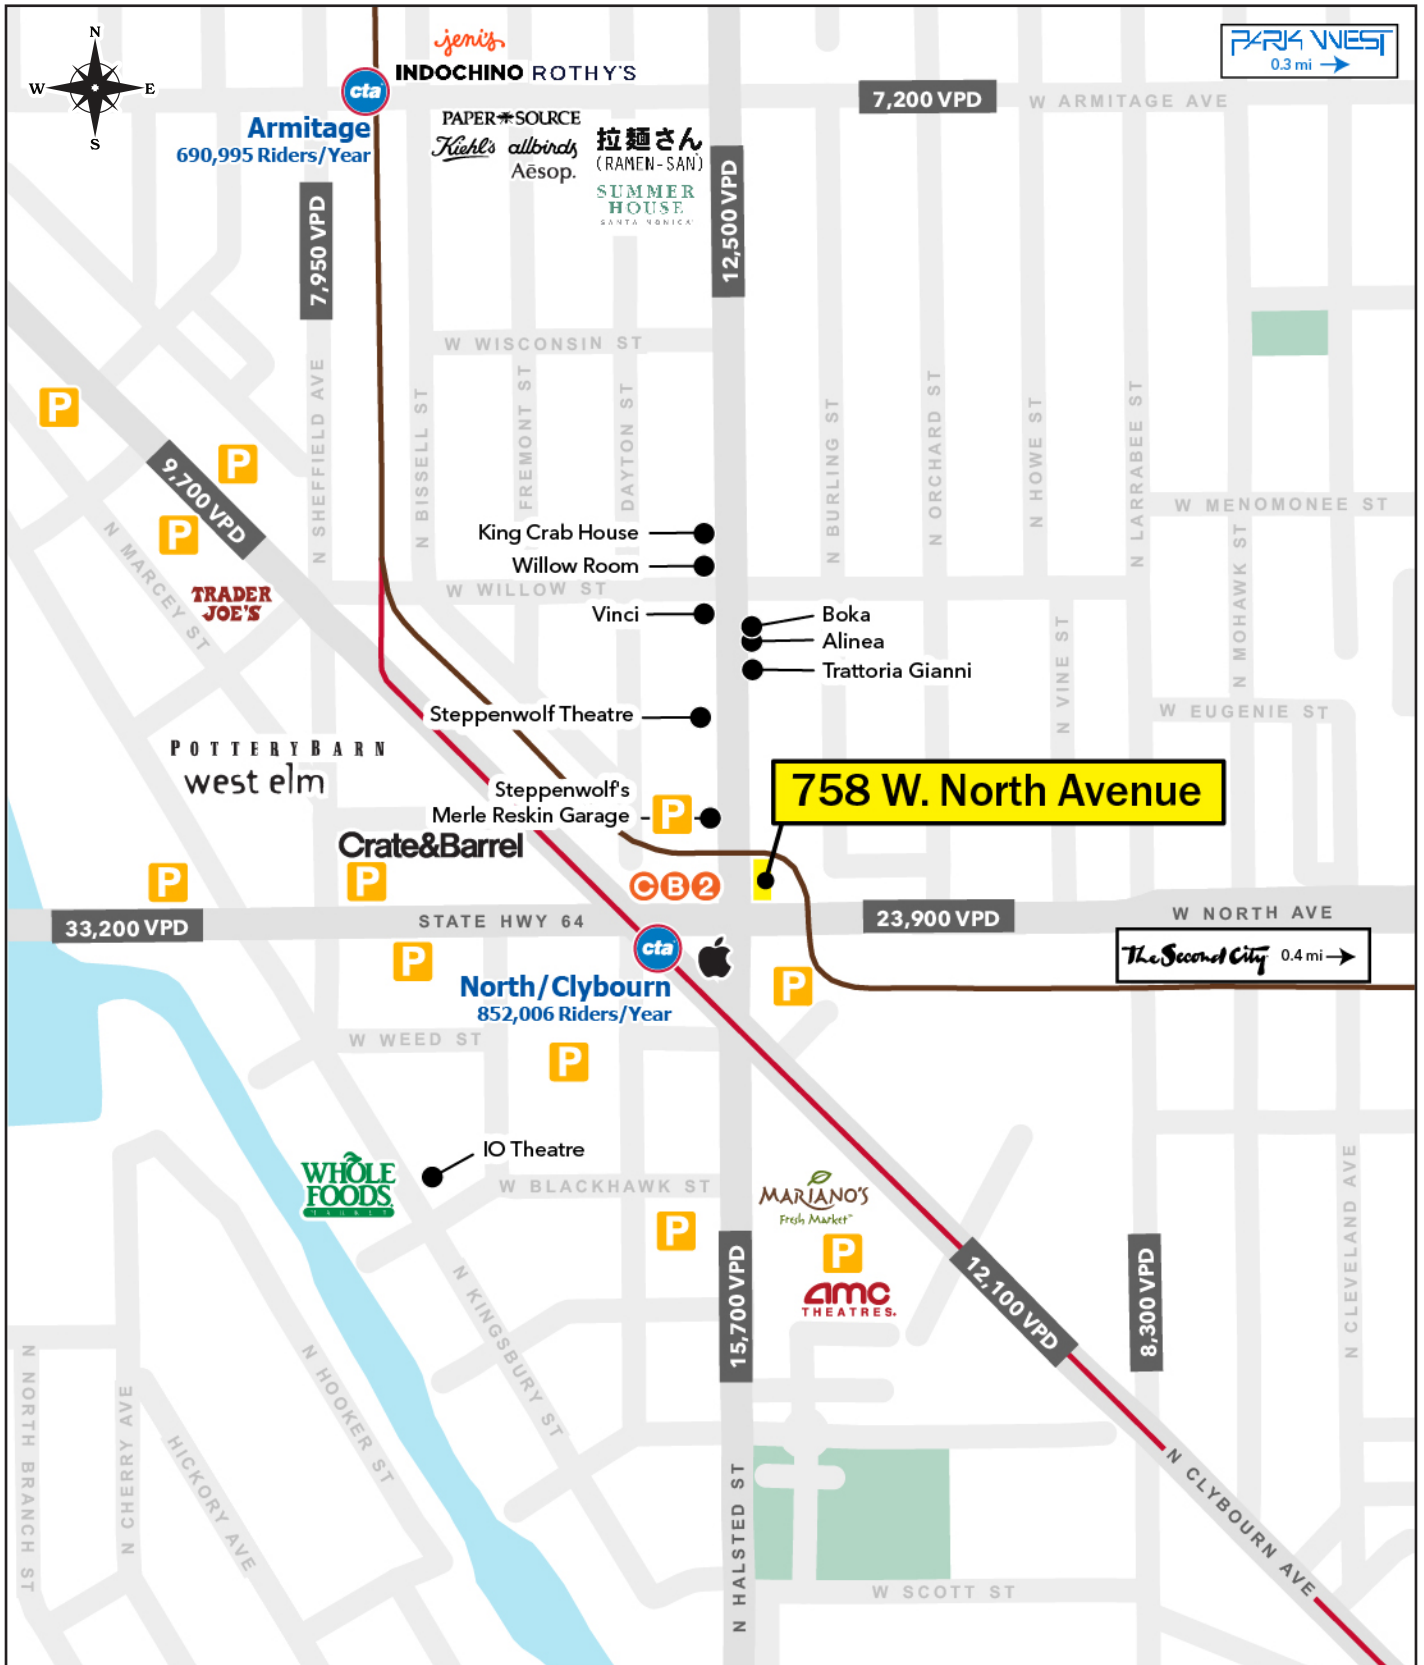 N
W
E
S
jeni's
INDOCHINO ROTHY'S
cta
Armitage
690,995 Riders/Year
PAPER SOURCE
Kiehl's allbirds
Aēsop.
拉麺さん
(RAMEN-SAN)
SUMMER
HOUSE
SANTA MONICA
PARK WEST
0.3 mi
7,200 VPD
W ARMITAGE AVE
7,950 VPD
12,500 VPD
W WISCONSIN ST
N SHEFFIELD AVE
N BISSELL ST
FREMONT ST
DAYTON ST
N BURLING ST
N ORCHARD ST
N HOWE ST
N LARRABEE ST
W MENOMONEE ST
N MOHAWK ST
P
P
9,700 VPD
P
N MARCEY ST
TRADER
JOE'S
King Crab House
Willow Room
W WILLOW ST
Vinci
Boka
Alinea
Trattoria Gianni
N VINE ST
W EUGENIE ST
Steppenwolf Theatre
POTTERY BARN
west elm
Steppenwolf's
Merle Reskin Garage
P
758 W. North Avenue
Crate&Barrel
P
P
CB2
33,200 VPD
STATE HWY 64
23,900 VPD
W NORTH AVE
cta
The Second City 0.4 mi
P
P
North/Clybourn
852,006 Riders/Year
W WEED ST
P
IO Theatre
WHOLE
FOODS
MARKET
W BLACKHAWK ST
MARIANO'S
Fresh Market™
P
P
amc
THEATRES.
15,700 VPD
12,100 VPD
8,300 VPD
N CLEVELAND AVE
N KINGSBURY ST
N HOOKER ST
N NORTH BRANCH ST
N CHERRY AVE
HICKORY AVE
N HALSTED ST
N CLYBOURN AVE
W SCOTT ST